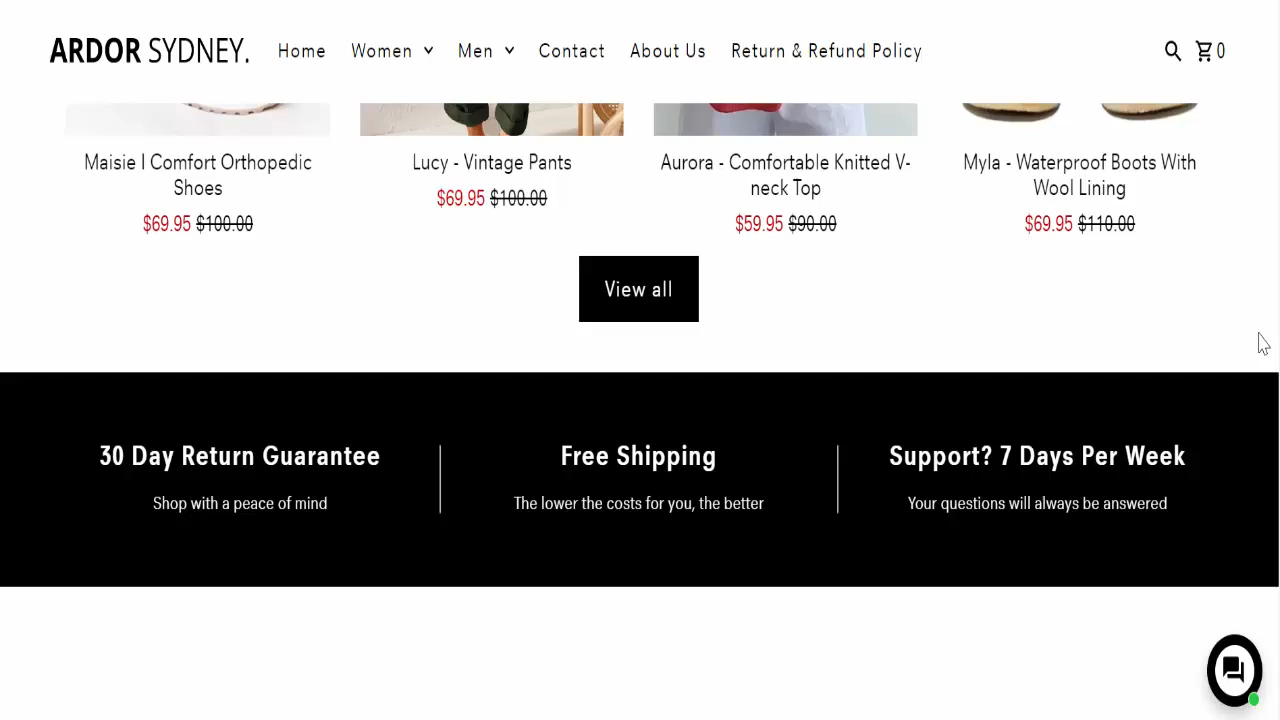 ARDOR SYDNEY. Home Women Men Contact About Us Return & Refund Policy 0
Maisie I Comfort Orthopedic
Shoes
$69.95 $100.00
Lucy - Vintage Pants
$69.95 $100.00
Aurora - Comfortable Knitted V-
neck Top
$59.95 $90.00
Myla - Waterproof Boots With
Wool Lining
$69.95 $110.00
View all
30 Day Return Guarantee
Shop with a peace of mind
Free Shipping
The lower the costs for you, the better
Support? 7 Days Per Week
Your questions will always be answered